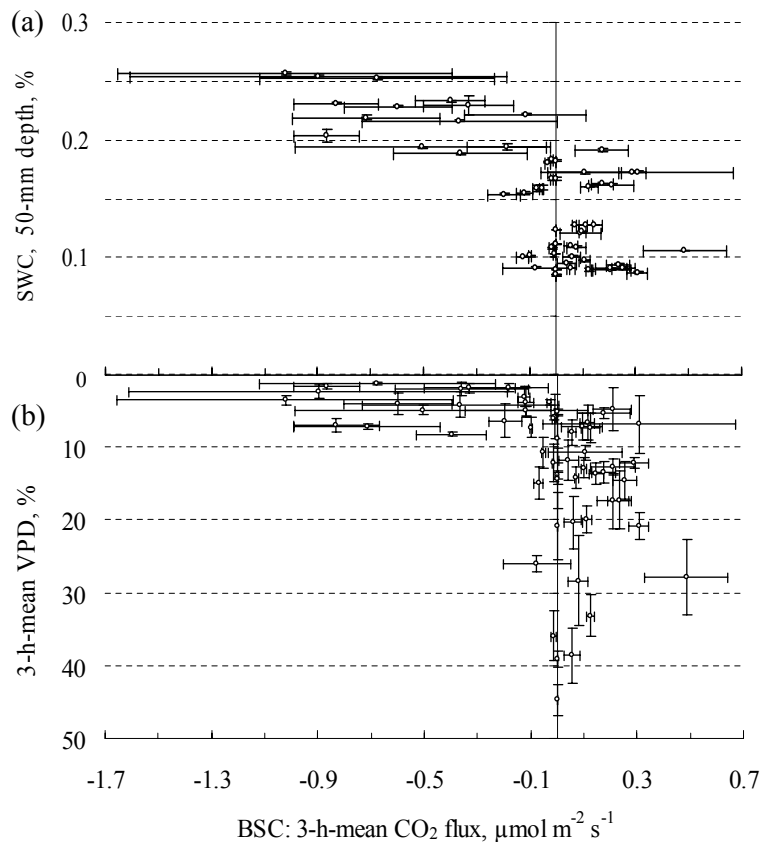 (a)
0.3
0.2
0.1
SWC, 50-mm depth, %
(b)
0
10
20
30
40
50
3-h-mean VPD, %
-1.7 -1.3 -0.9 -0.5 -0.1 0.3 0.7
BSC: 3-h-mean CO₂ flux, µmol m⁻² s⁻¹